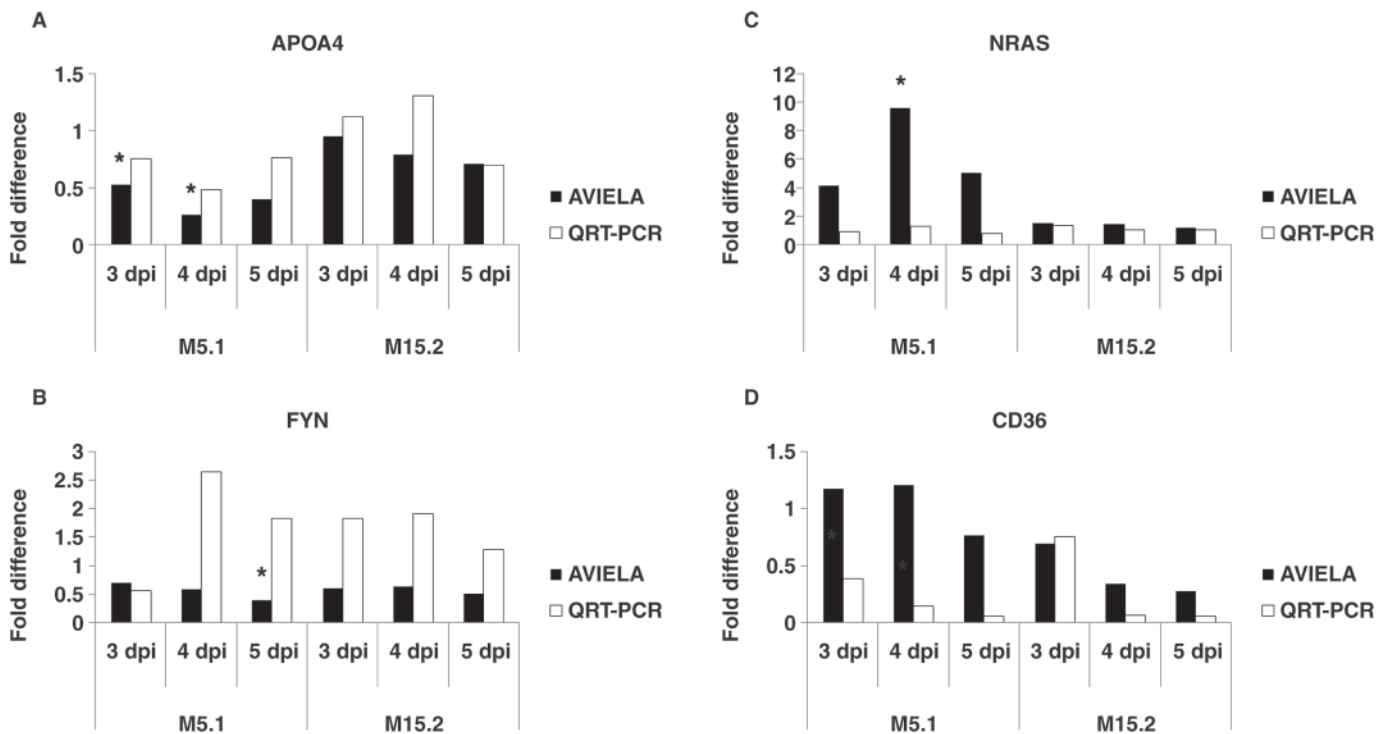 A
APOA4
Fold difference
1.5
1
0.5
0
*
*
3 dpi 4 dpi 5 dpi 3 dpi 4 dpi 5 dpi
M5.1 M15.2
AVIELA
QRT-PCR
C
NRAS
Fold difference
12
10
8
6
4
2
0
*
3 dpi 4 dpi 5 dpi 3 dpi 4 dpi 5 dpi
M5.1 M15.2
AVIELA
QRT-PCR
B
FYN
Fold difference
3
2.5
2
1.5
1
0.5
0
*
3 dpi 4 dpi 5 dpi 3 dpi 4 dpi 5 dpi
M5.1 M15.2
AVIELA
QRT-PCR
D
CD36
Fold difference
1.5
1
0.5
0
*
*
3 dpi 4 dpi 5 dpi 3 dpi 4 dpi 5 dpi
M5.1 M15.2
AVIELA
QRT-PCR